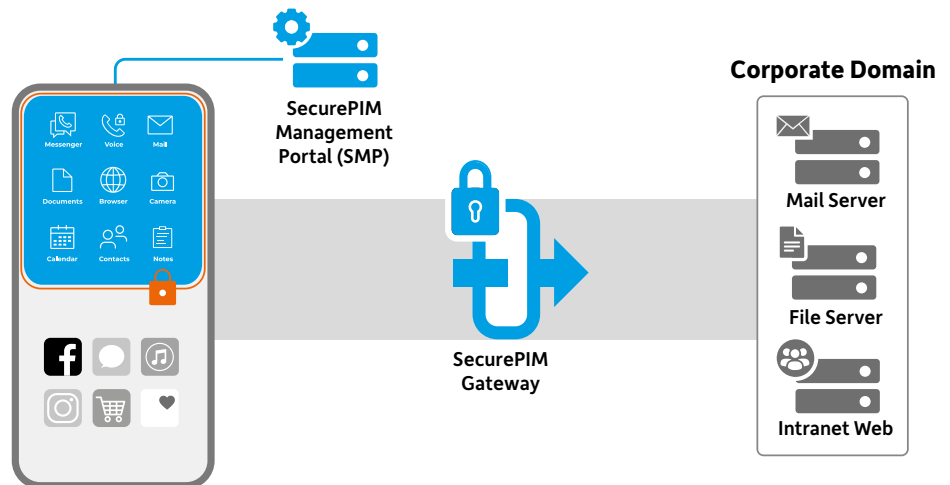 SecurePIM
Management
Portal (SMP)
Corporate Domain
Messenger
Voice
Mail
Documents
Browser
Camera
Calendar
Contacts
Notes
Mail Server
File Server
SecurePIM
Gateway
Intranet Web